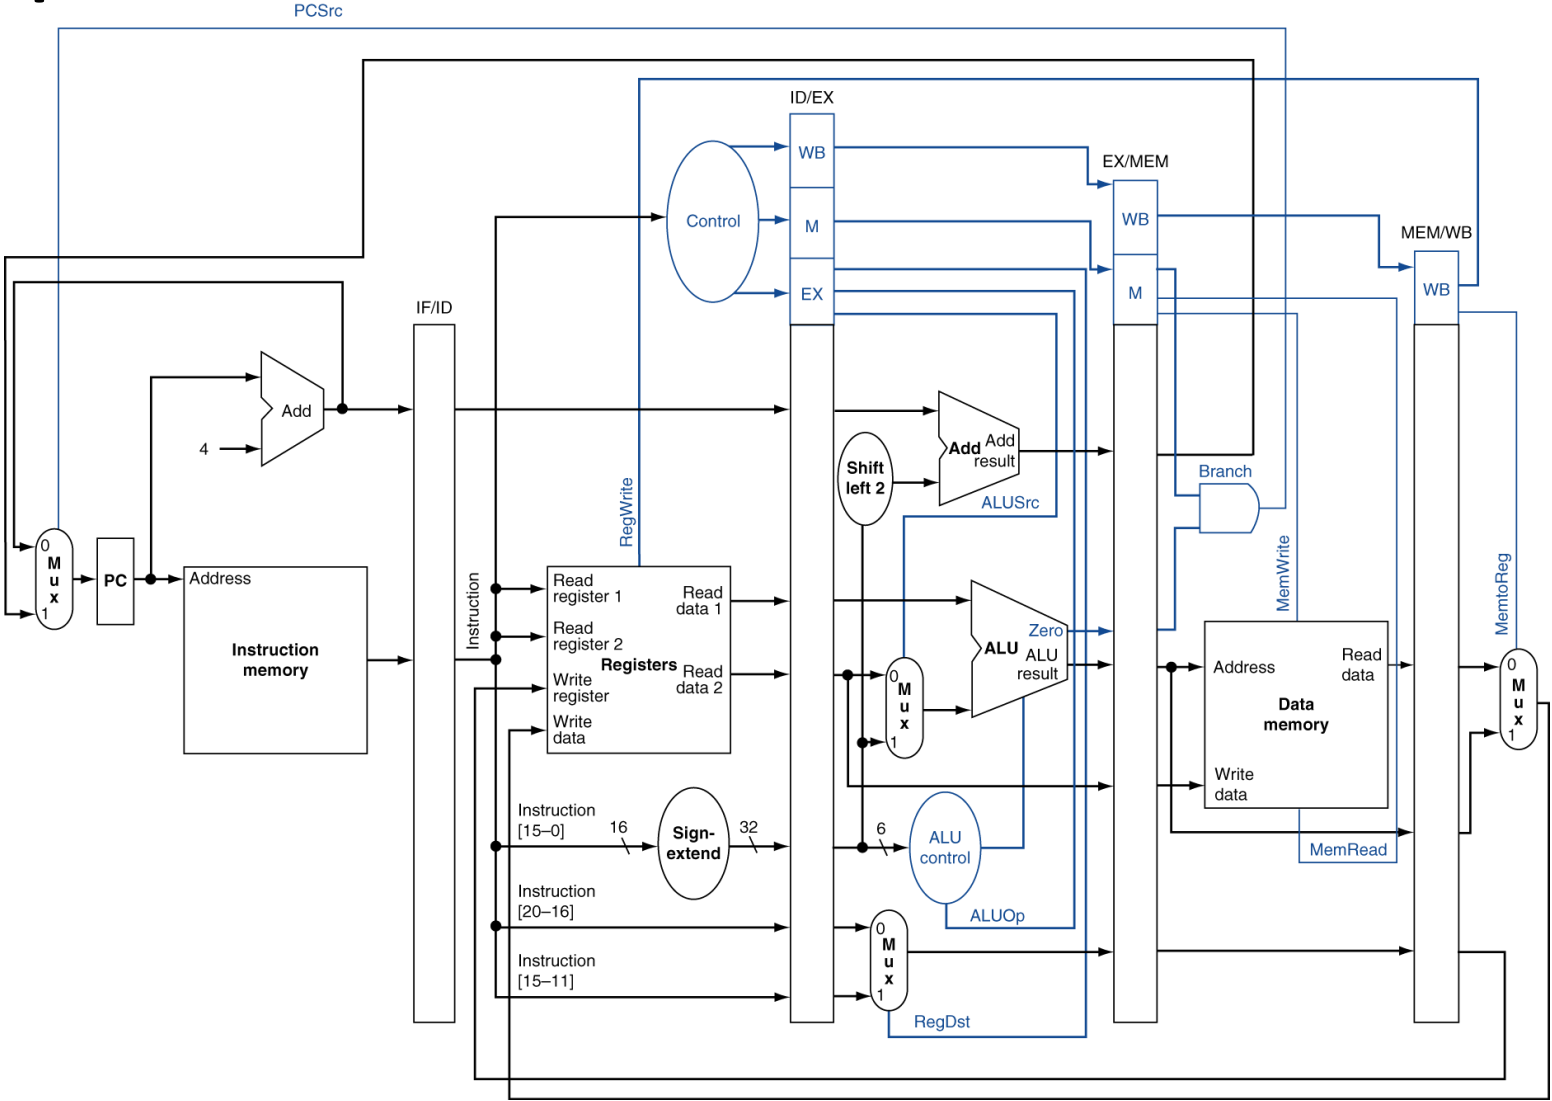 PCSrc
ID/EX
WB
EX/MEM
Control
M
WB
MEM/WB
EX
M
WB
IF/ID
Add
4
Add
Add
result
Shift
left 2
Branch
ALUSrc
RegWrite
MemWrite
MemtoReg
0
M
u
x
1
PC
Address
Instruction
memory
Instruction
Read
register 1
Read
register 2
Write
register
Write
data
Registers
Read
data 1
Read
data 2
0
M
u
x
1
Zero
ALU
ALU
result
Address
Read
data
Data
memory
Write
data
0
M
u
x
1
Instruction
[15–0]
16
Sign-
extend
32
6
ALU
control
MemRead
Instruction
[20–16]
ALUOp
0
M
u
x
1
Instruction
[15–11]
RegDst